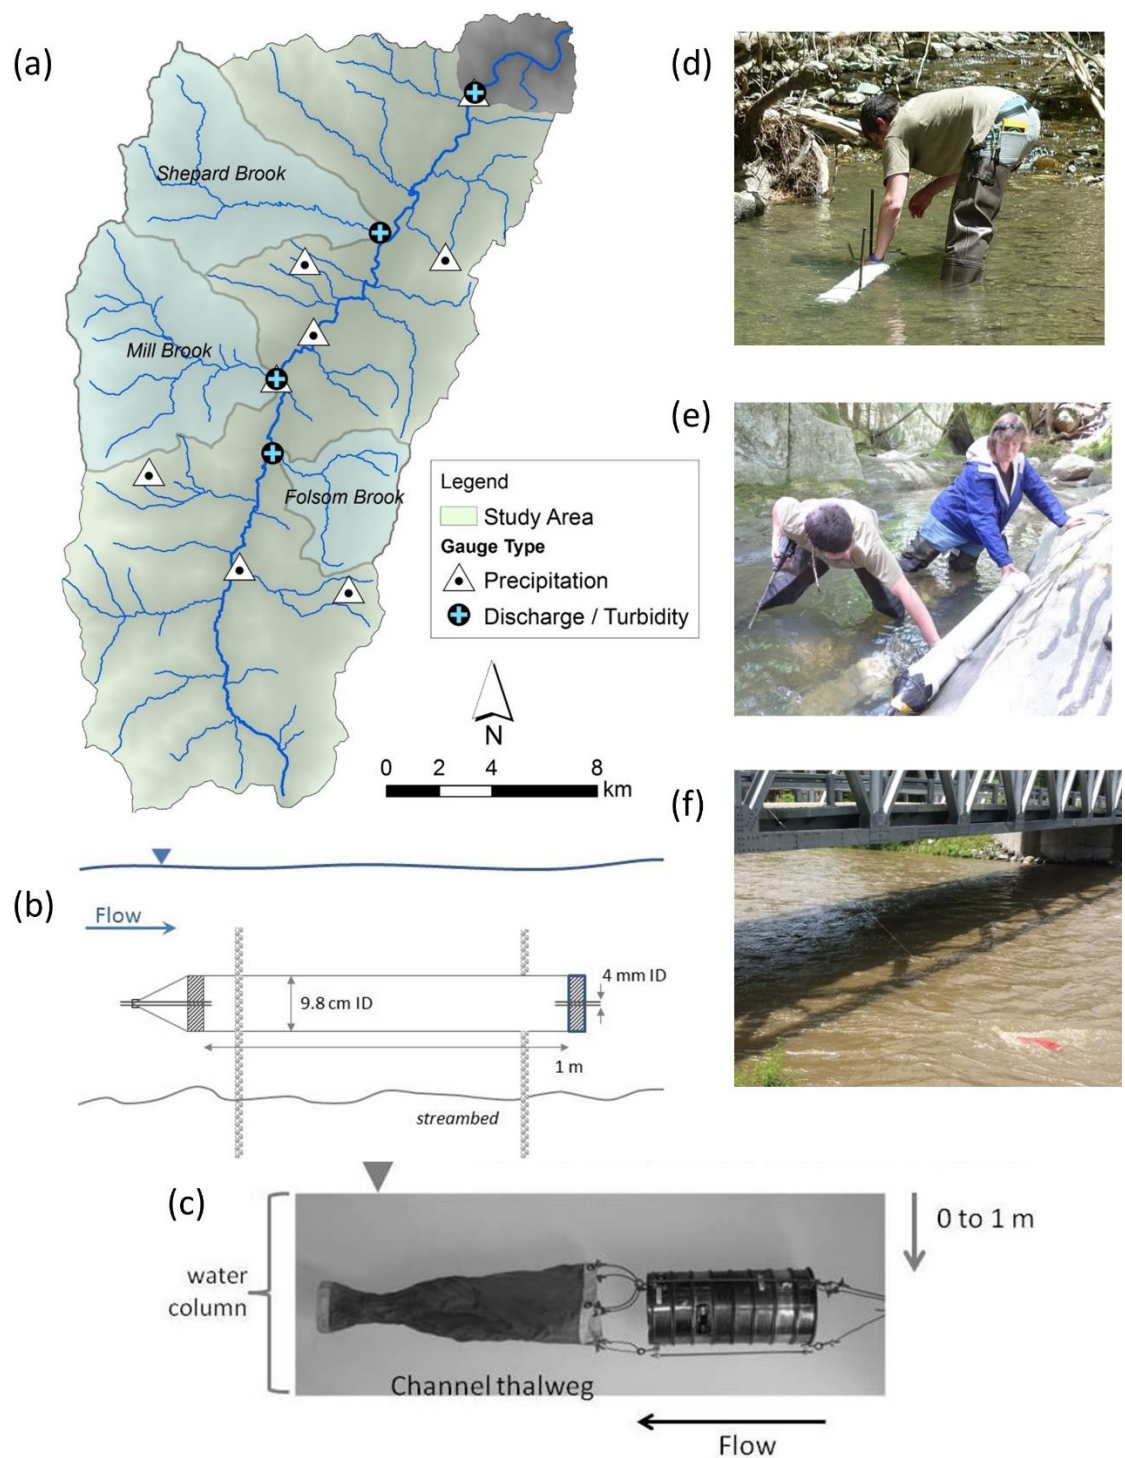 (a)
Shepard Brook
Mill Brook
Folsom Brook
Legend
Study Area
Gauge Type
Precipitation
Discharge / Turbidity
N
0 2 4 8
km
(b)
Flow
9.8 cm ID
4 mm ID
1 m
streambed
(c)
water
column
0 to 1 m
Channel thalweg
Flow
(d)
(e)
(f)